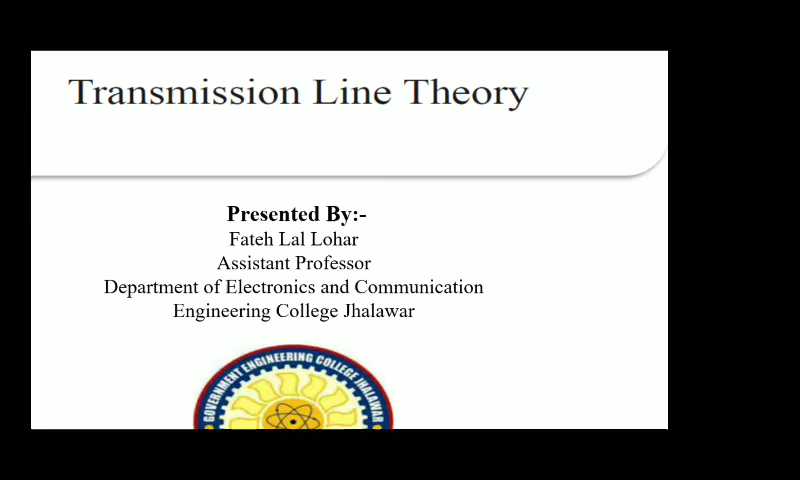 Transmission Line Theory
Presented By:-
Fateh Lal Lohar
Assistant Professor
Department of Electronics and Communication
Engineering College Jhalawar
GOVERNMENT ENGINEERING COLLEGE JHALAWAR